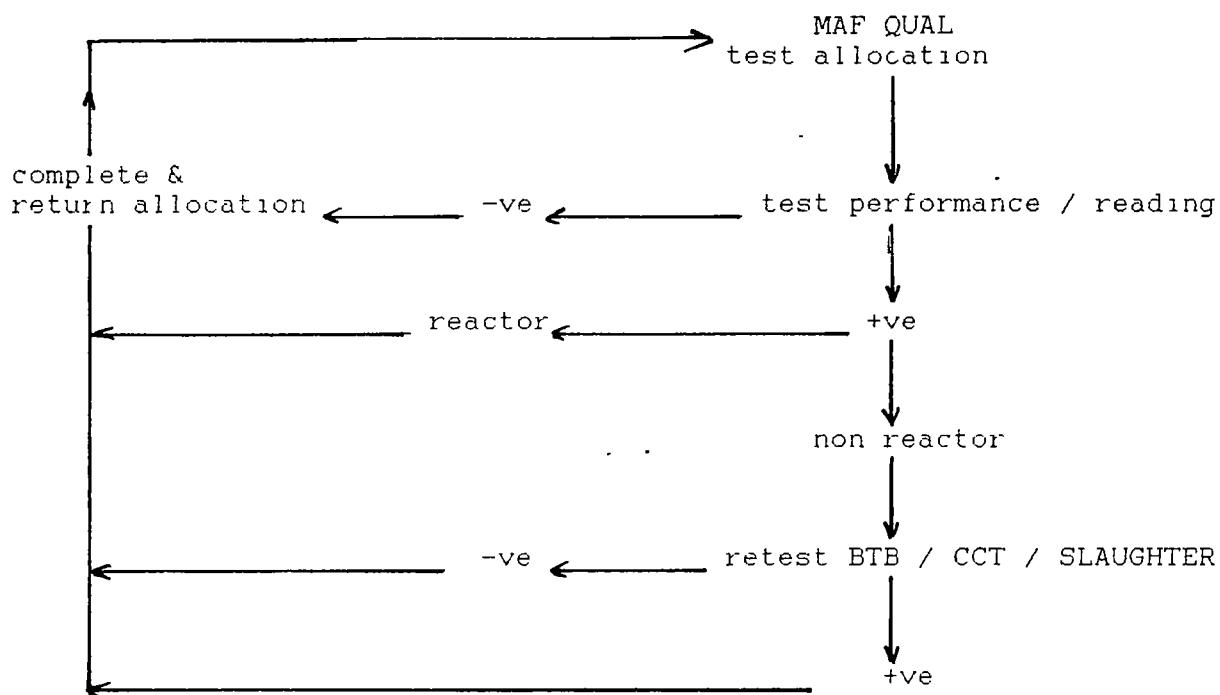 MAF QUAL
test allocation
complete &
return allocation
-ve
test performance / reading
reactor
+ve
non reactor
-ve
retest BTB / CCT / SLAUGHTER
+ve